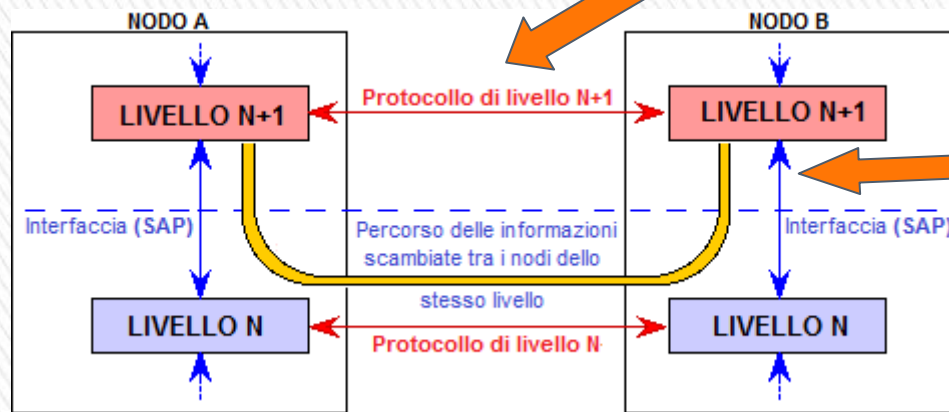 NODO A
NODO B
LIVELLO N+1
Protocollo di livello N+1
LIVELLO N+1
Interfaccia (SAP)
Percorso delle informazioni
scambiate tra i nodi dello
stesso livello
Interfaccia (SAP)
LIVELLO N
Protocollo di livello N
LIVELLO N